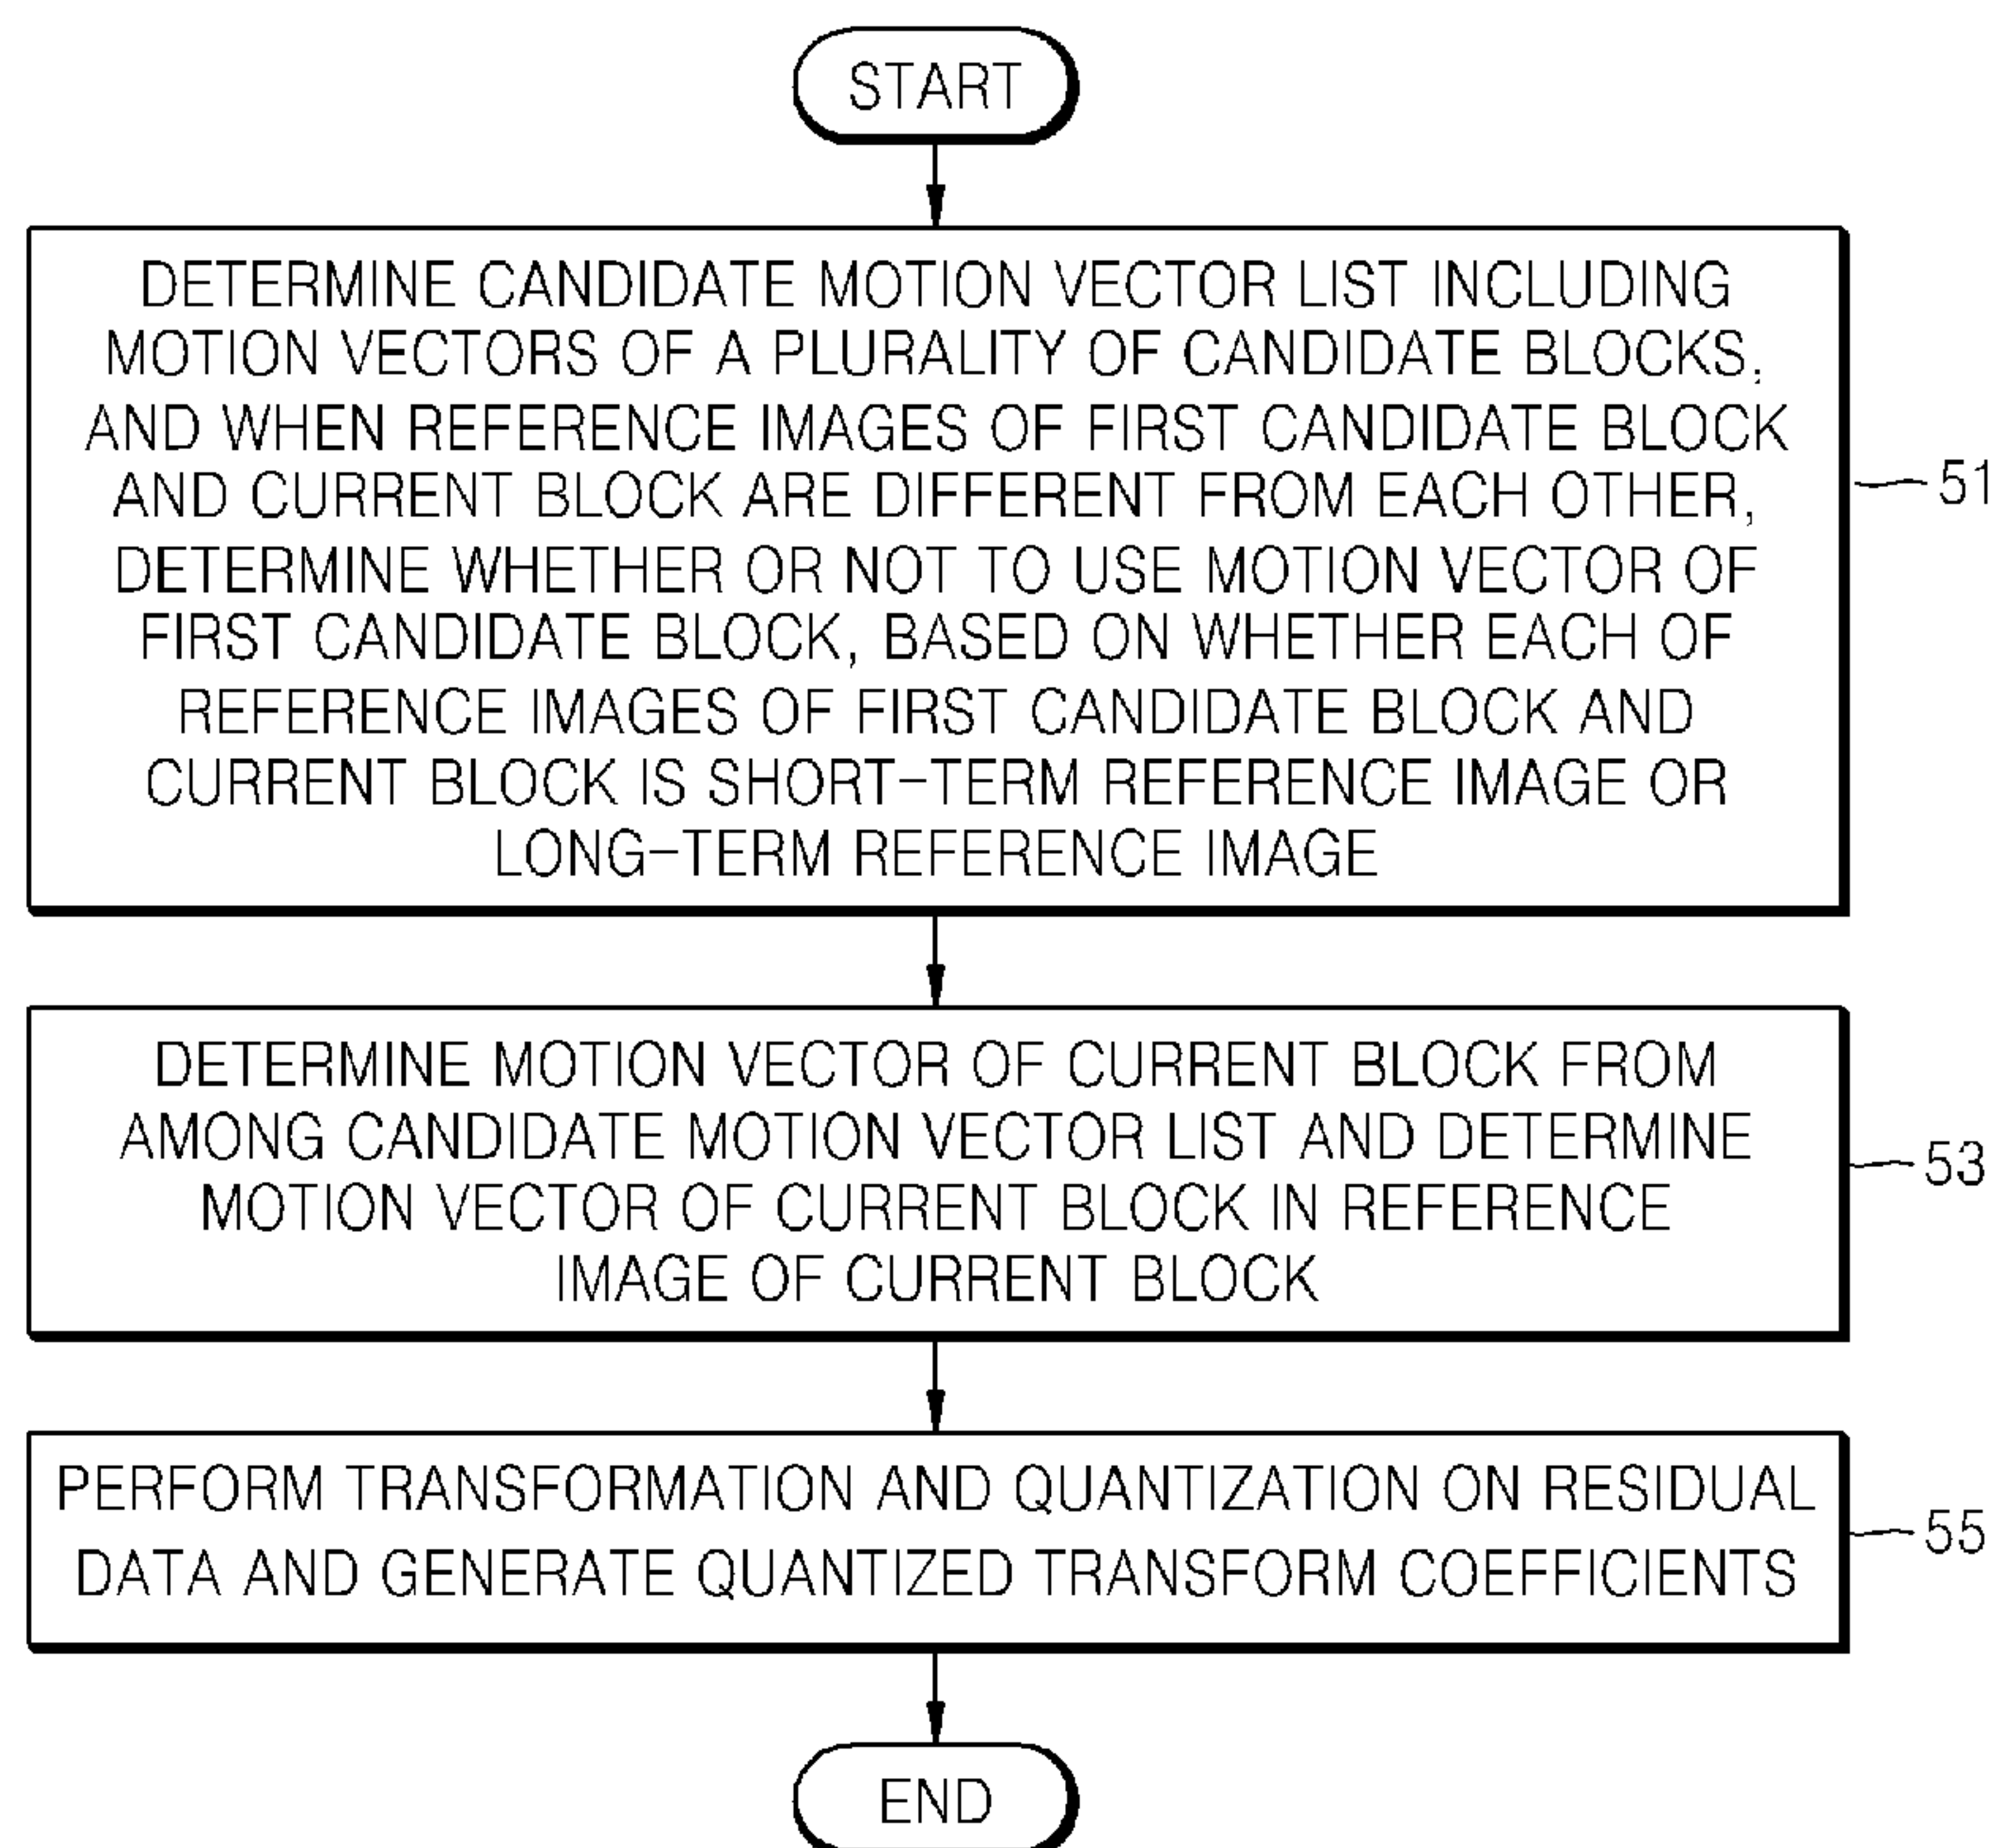 START
DETERMINE CANDIDATE MOTION VECTOR LIST INCLUDING
MOTION VECTORS OF A PLURALITY OF CANDIDATE BLOCKS,
AND WHEN REFERENCE IMAGES OF FIRST CANDIDATE BLOCK
AND CURRENT BLOCK ARE DIFFERENT FROM EACH OTHER,
DETERMINE WHETHER OR NOT TO USE MOTION VECTOR OF
FIRST CANDIDATE BLOCK, BASED ON WHETHER EACH OF
REFERENCE IMAGES OF FIRST CANDIDATE BLOCK AND
CURRENT BLOCK IS SHORT-TERM REFERENCE IMAGE OR
LONG-TERM REFERENCE IMAGE
51
DETERMINE MOTION VECTOR OF CURRENT BLOCK FROM
AMONG CANDIDATE MOTION VECTOR LIST AND DETERMINE
MOTION VECTOR OF CURRENT BLOCK IN REFERENCE
IMAGE OF CURRENT BLOCK
53
PERFORM TRANSFORMATION AND QUANTIZATION ON RESIDUAL
DATA AND GENERATE QUANTIZED TRANSFORM COEFFICIENTS
55
END